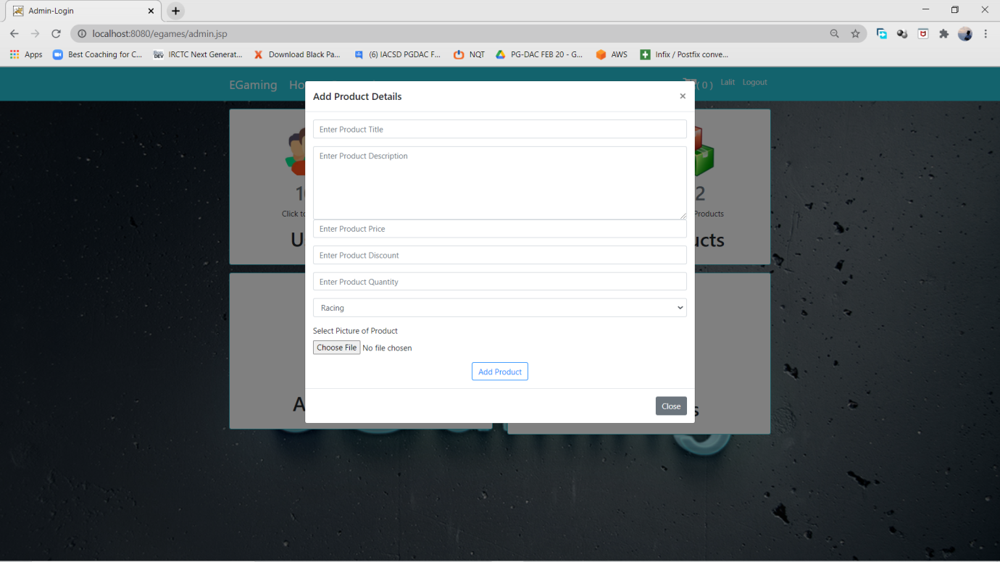 Admin-Login
localhost:8080/egames/admin.jsp
Apps Best Coaching for C... IRCTC Next Generat... Download Black Pa... (6) IACSD PGDAC F... NQT PG-DAC FEB 20 - G... AWS Infix / Postfix conve...
EGaming Ho ( 0 ) Lalit Logout
Add Product Details ×
Enter Product Title
Enter Product Description
Enter Product Price
Enter Product Discount
Enter Product Quantity
Racing
Select Picture of Product
Choose File No file chosen
Add Product
Close
Click to
Products
U
ucts
A
s